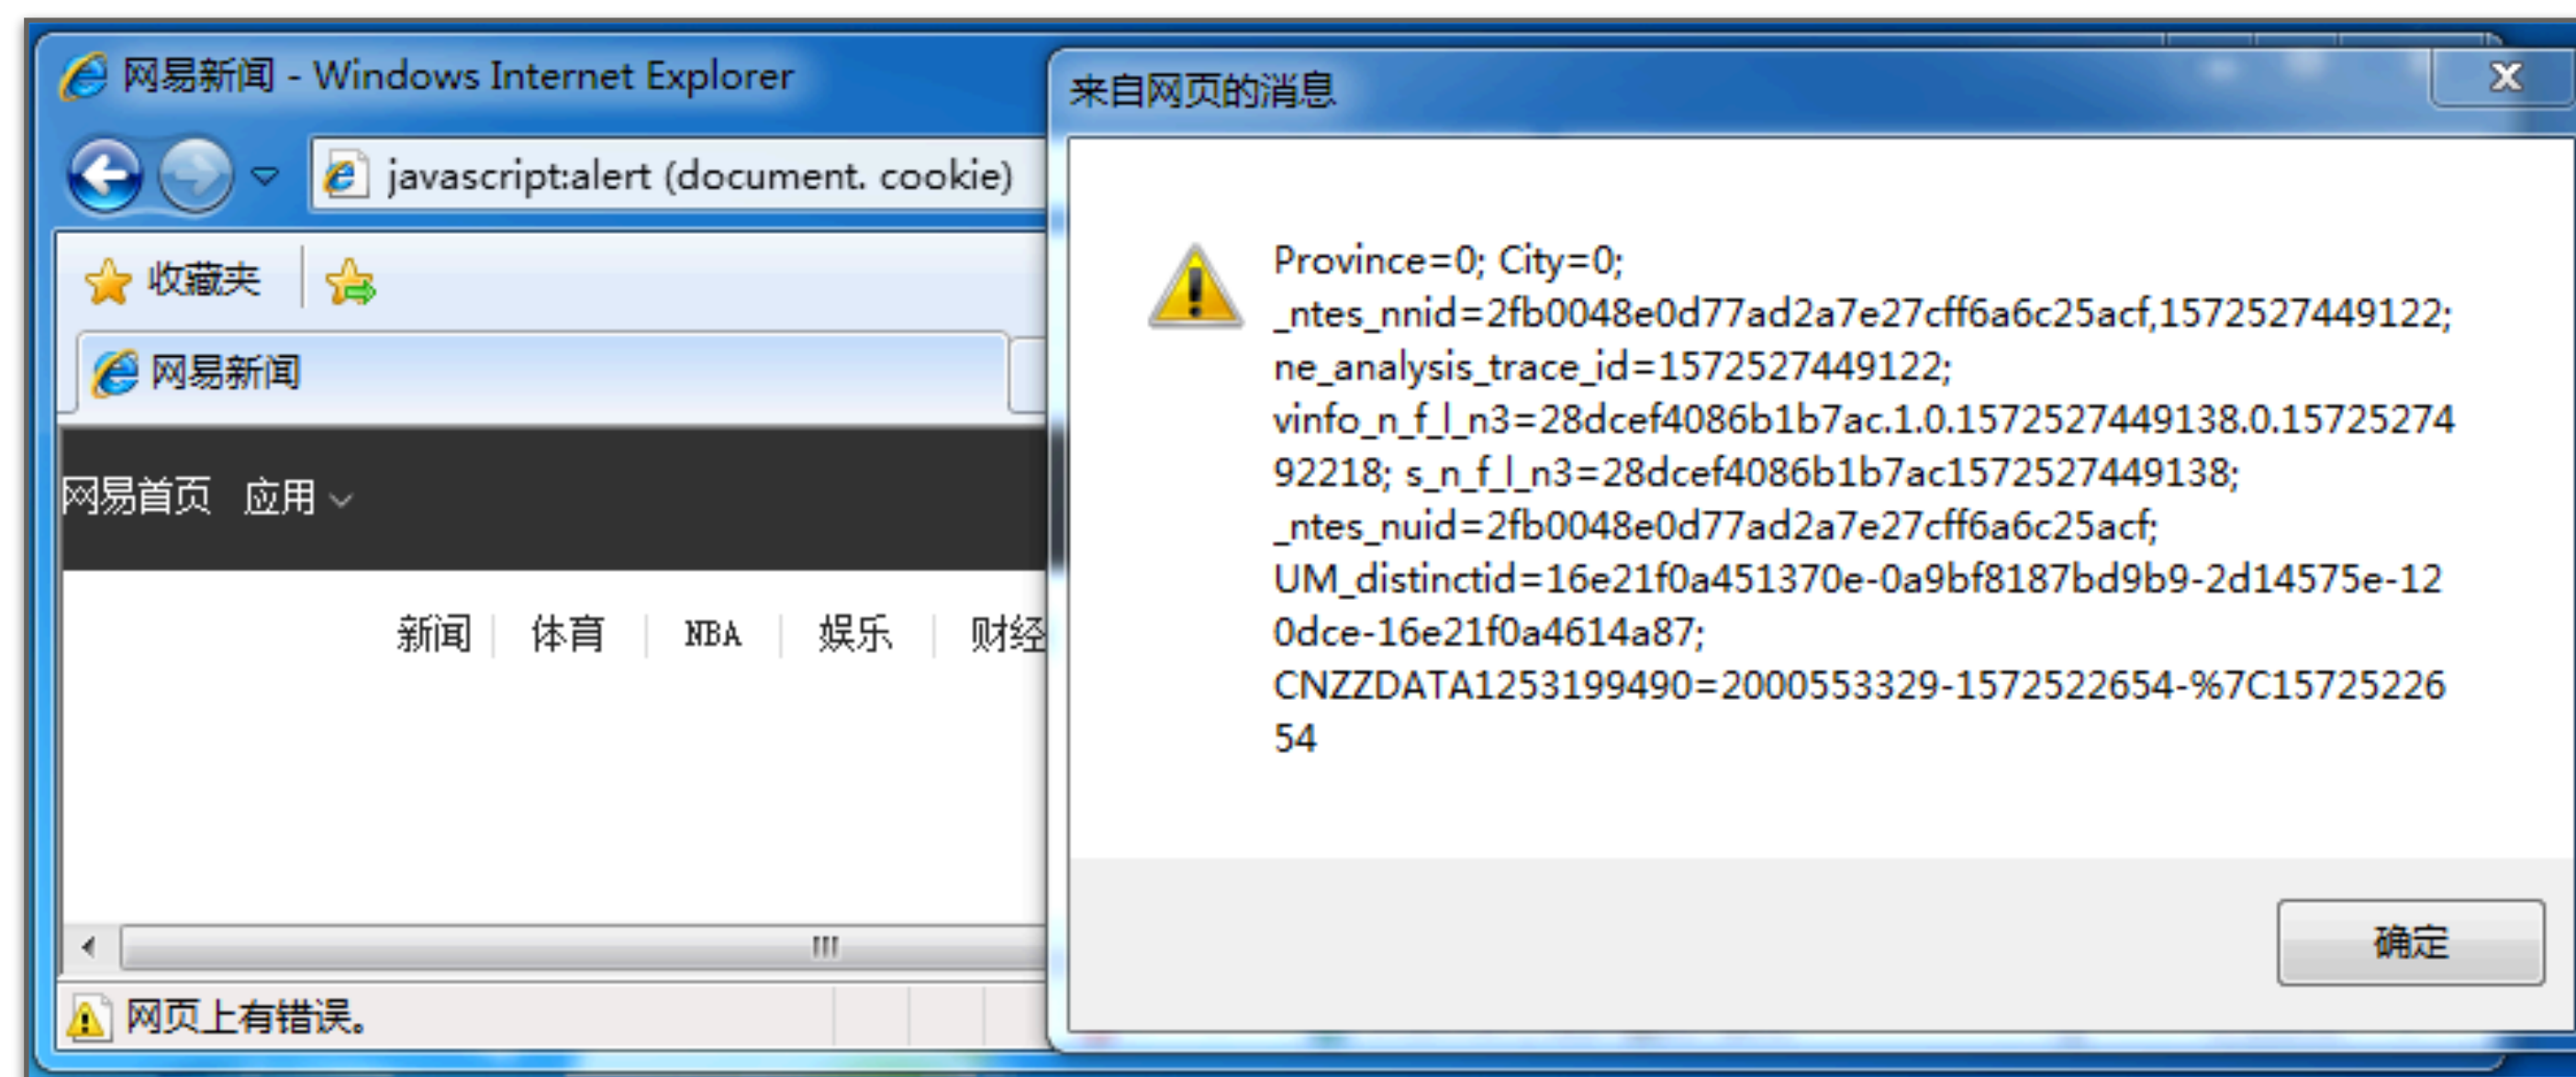 网易新闻 - Windows Internet Explorer
javascript:alert (document. cookie)
收藏夹
网易新闻
网易首页 应用
新闻 体育 NBA 娱乐 财经
网页上有错误。
来自网页的消息
Province=0; City=0;
_ntes_nnid=2fb0048e0d77ad2a7e27cff6a6c25acf,1572527449122;
ne_analysis_trace_id=1572527449122;
vinfo_n_f_l_n3=28dcef4086b1b7ac.1.0.1572527449138.0.15725274
92218; s_n_f_l_n3=28dcef4086b1b7ac1572527449138;
_ntes_nuid=2fb0048e0d77ad2a7e27cff6a6c25acf;
UM_distinctid=16e21f0a451370e-0a9bf8187bd9b9-2d14575e-12
0dce-16e21f0a4614a87;
CNZZDATA1253199490=2000553329-1572522654-%7C15725226
54
确定